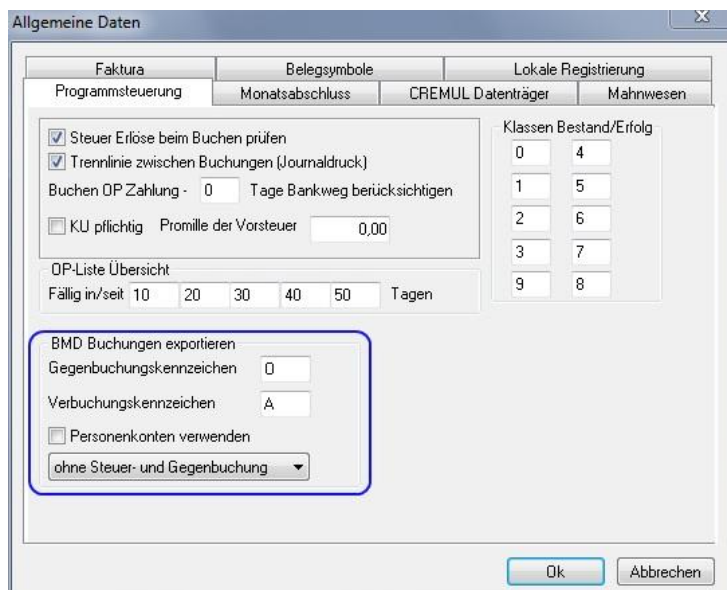 Allgemeine Daten
Faktura
Belegsymbole
Lokale Registrierung
Programmsteuerung
Monatsabschluss
CREMUL Datenträger
Mahnwesen
Steuer Erlöse beim Buchen prüfen
Trennlinie zwischen Buchungen (Journaldruck)
Buchen OP Zahlung - 0 Tage Bankweg berücksichtigen
KU pflichtig Promille der Vorsteuer 0,00
Klassen Bestand/Erfolg
0 4
1 5
2 6
3 7
9 8
OP-Liste Übersicht
Fällig in/seit 10 20 30 40 50 Tagen
BMD Buchungen exportieren
Gegenbuchungskennzeichen O
Verbuchungskennzeichen A
Personenkonten verwenden
ohne Steuer- und Gegenbuchung
Ok
Abbrechen